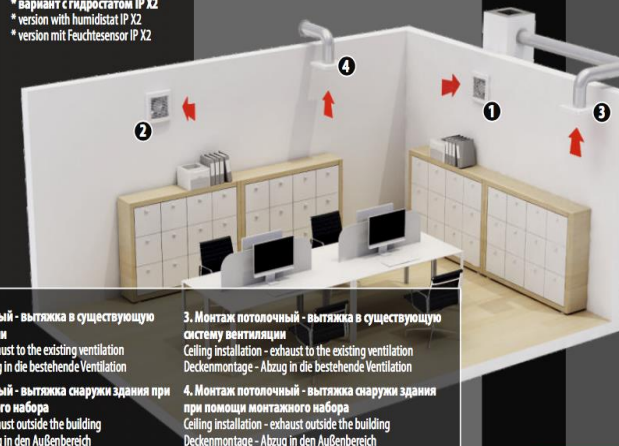 * вариант с гидростатом IP X2
* version with humidistat IP X2
* version mit Feuchtesensor IP X2
4
1
2
3
- вытяжка в существующую
to the existing ventilation
in die bestehende Ventilation
- вытяжка снаружи здания при
набора
outside the building
in den Außenbereich
3. Монтаж потолочный - вытяжка в существующую
систему вентиляции
Ceiling installation - exhaust to the existing ventilation
Deckenmontage - Abzug in die bestehende Ventilation
4. Монтаж потолочный - вытяжка снаружи здания
при помощи монтажного набора
Ceiling installation - exhaust outside the building
Deckenmontage - Abzug in den Außenbereich